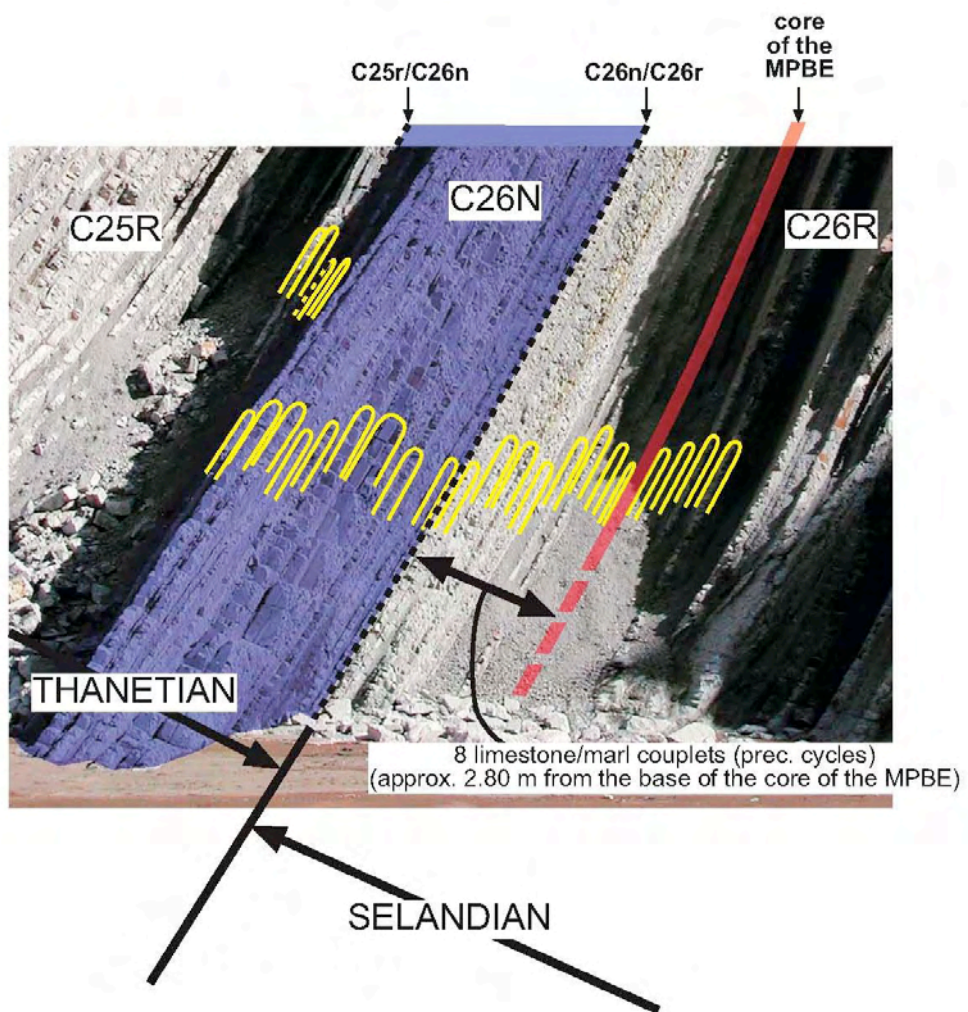 core
of the
MPBE
C25r/C26n
C26n/C26r
C26N
C25R
C26R
THANETIAN
8 limestone/marl couplets (prec. cycles)
(approx. 2.80 m from the base of the core of the MPBE)
SELANDIAN